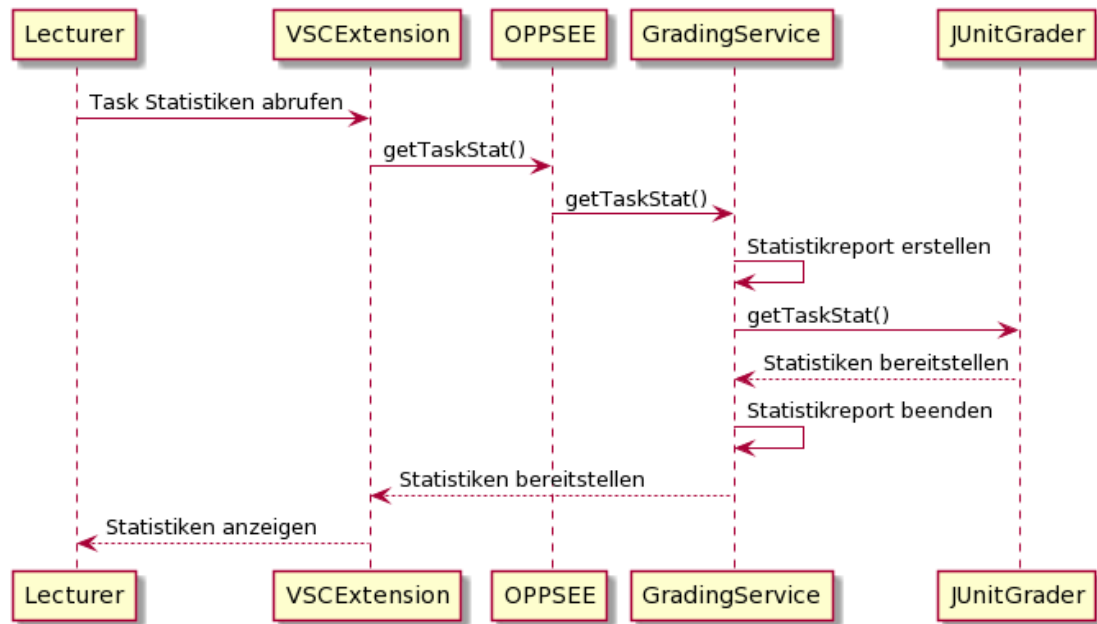 Lecturer
VSCExtension
OPPSEE
GradingService
JUnitGrader
Task Statistiken abrufen
getTaskStat()
getTaskStat()
Statistikreport erstellen
getTaskStat()
Statistiken bereitstellen
Statistikreport beenden
Statistiken bereitstellen
Statistiken anzeigen
Lecturer
VSCExtension
OPPSEE
GradingService
JUnitGrader